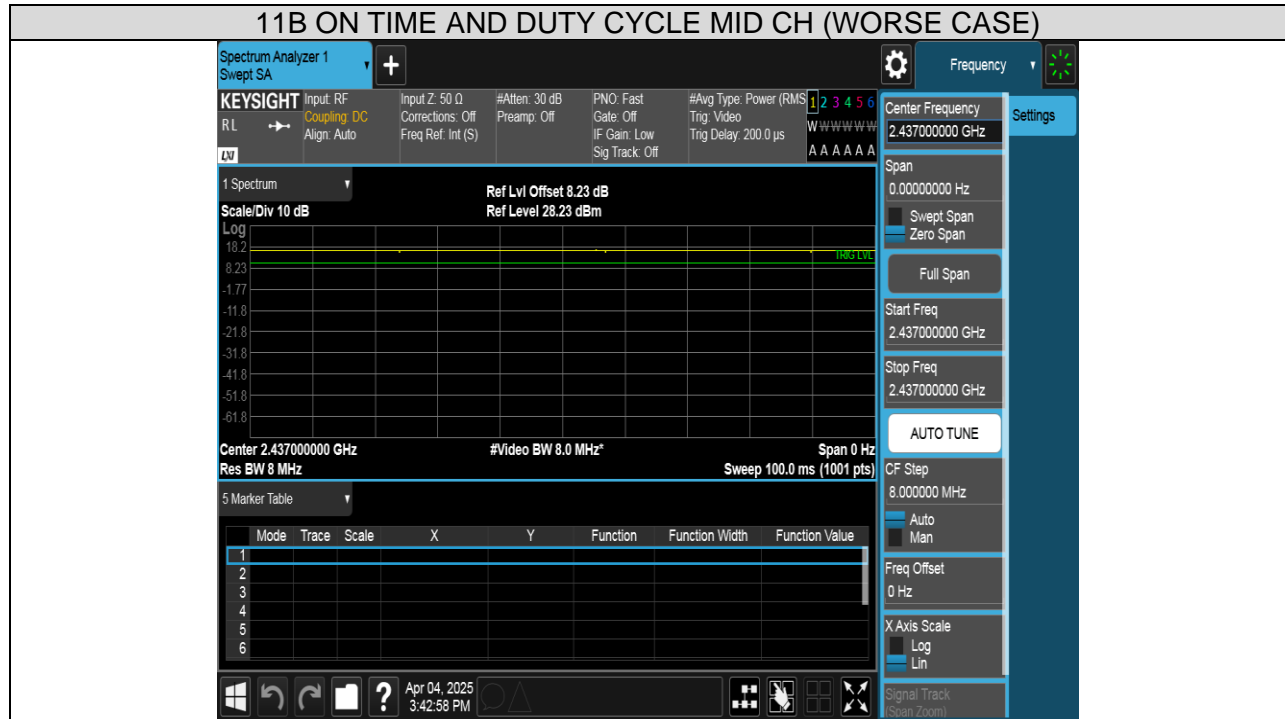 11B ON TIME AND DUTY CYCLE MID CH (WORSE CASE)
Spectrum Analyzer 1
Swept SA
+
Frequency
KEYSIGHT
RL
LXI
Input: RF
Coupling: DC
Align: Auto
Input Z: 50 Ω
Corrections: Off
Freq Ref: Int (S)
#Atten: 30 dB
Preamp: Off
PNO: Fast
Gate: Off
IF Gain: Low
Sig Track: Off
#Avg Type: Power (RMS
Trig: Video
Trig Delay: 200.0 µs
1 2 3 4 5 6
W W W W W W
A A A A A A
1 Spectrum
Scale/Div 10 dB
Ref Lvl Offset 8.23 dB
Ref Level 28.23 dBm
Log
18.2
8.23
-1.77
-11.8
-21.8
-31.8
-41.8
-51.8
-61.8
TRIG LVL
Center 2.437000000 GHz
#Video BW 8.0 MHz*
Span 0 Hz
Res BW 8 MHz
Sweep 100.0 ms (1001 pts)
5 Marker Table
Mode Trace Scale X Y Function Function Width Function Value
1
2
3
4
5
6
?
Apr 04, 2025
3:42:58 PM
Center Frequency
2.437000000 GHz
Settings
Span
0.00000000 Hz
Swept Span
Zero Span
Full Span
Start Freq
2.437000000 GHz
Stop Freq
2.437000000 GHz
AUTO TUNE
CF Step
8.000000 MHz
Auto
Man
Freq Offset
0 Hz
X Axis Scale
Log
Lin
Signal Track
(Span Zoom)